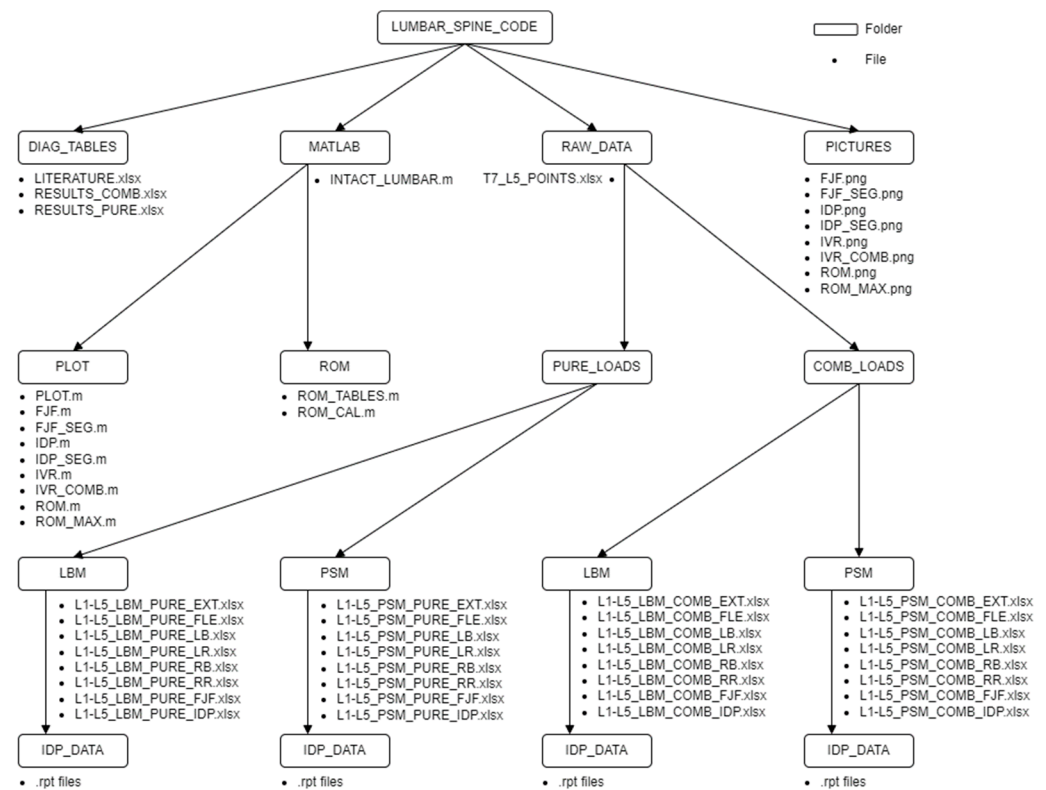 LUMBAR_SPINE_CODE
Folder
File
DIAG_TABLES
MATLAB
RAW_DATA
PICTURES
LITERATURE.xlsx
RESULTS_COMB.xlsx
RESULTS_PURE.xlsx
INTACT_LUMBAR.m
T7_L5_POINTS.xlsx
FJF.png
FJF_SEG.png
IDP.png
IDP_SEG.png
IVR.png
IVR_COMB.png
ROM.png
ROM_MAX.png
PLOT
ROM
PURE_LOADS
COMB_LOADS
PLOT.m
FJF.m
FJF_SEG.m
IDP.m
IDP_SEG.m
IVR.m
IVR_COMB.m
ROM.m
ROM_MAX.m
ROM_TABLES.m
ROM_CAL.m
LBM
PSM
LBM
PSM
L1-L5_LBM_PURE_EXT.xlsx
L1-L5_LBM_PURE_FLE.xlsx
L1-L5_LBM_PURE_LB.xlsx
L1-L5_LBM_PURE_LR.xlsx
L1-L5_LBM_PURE_RB.xlsx
L1-L5_LBM_PURE_RR.xlsx
L1-L5_LBM_PURE_FJF.xlsx
L1-L5_LBM_PURE_IDP.xlsx
L1-L5_PSM_PURE_EXT.xlsx
L1-L5_PSM_PURE_FLE.xlsx
L1-L5_PSM_PURE_LB.xlsx
L1-L5_PSM_PURE_LR.xlsx
L1-L5_PSM_PURE_RB.xlsx
L1-L5_PSM_PURE_RR.xlsx
L1-L5_PSM_PURE_FJF.xlsx
L1-L5_PSM_PURE_IDP.xlsx
L1-L5_LBM_COMB_EXT.xlsx
L1-L5_LBM_COMB_FLE.xlsx
L1-L5_LBM_COMB_LB.xlsx
L1-L5_LBM_COMB_LR.xlsx
L1-L5_LBM_COMB_RB.xlsx
L1-L5_LBM_COMB_RR.xlsx
L1-L5_LBM_COMB_FJF.xlsx
L1-L5_LBM_COMB_IDP.xlsx
L1-L5_PSM_COMB_EXT.xlsx
L1-L5_PSM_COMB_FLE.xlsx
L1-L5_PSM_COMB_LB.xlsx
L1-L5_PSM_COMB_LR.xlsx
L1-L5_PSM_COMB_RB.xlsx
L1-L5_PSM_COMB_RR.xlsx
L1-L5_PSM_COMB_FJF.xlsx
L1-L5_PSM_COMB_IDP.xlsx
IDP_DATA
IDP_DATA
IDP_DATA
IDP_DATA
.rpt files
.rpt files
.rpt files
.rpt files